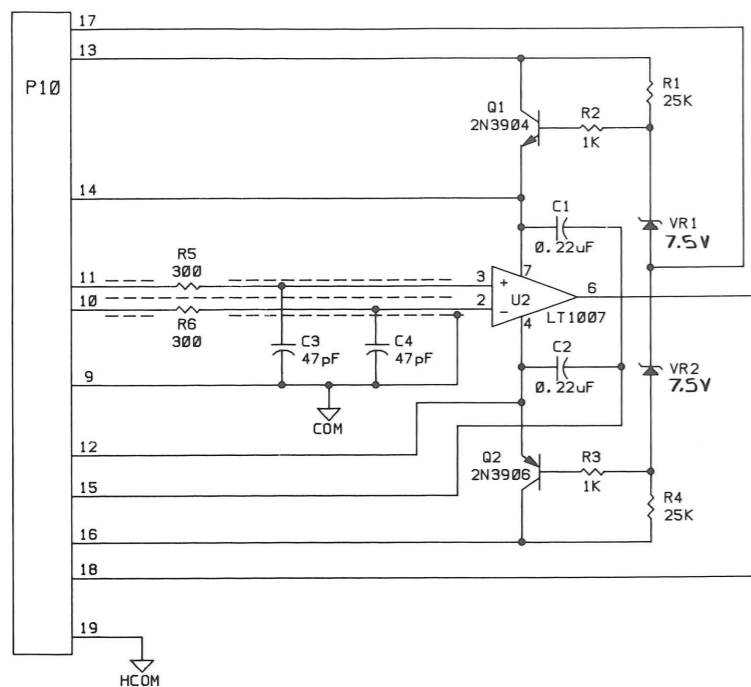 17
13
P10
R1
25K
Q1
2N3904
R2
1K
14
C1
0.22uF
VR1
7.5V
R5
300
11
10
R6
300
3
2
+
-
7
U2
4
6
LT1007
C3
47pF
C4
47pF
C2
0.22uF
VR2
7.5V
9
COM
12
15
Q2
2N3906
R3
1K
R4
25K
16
18
19
HCOM